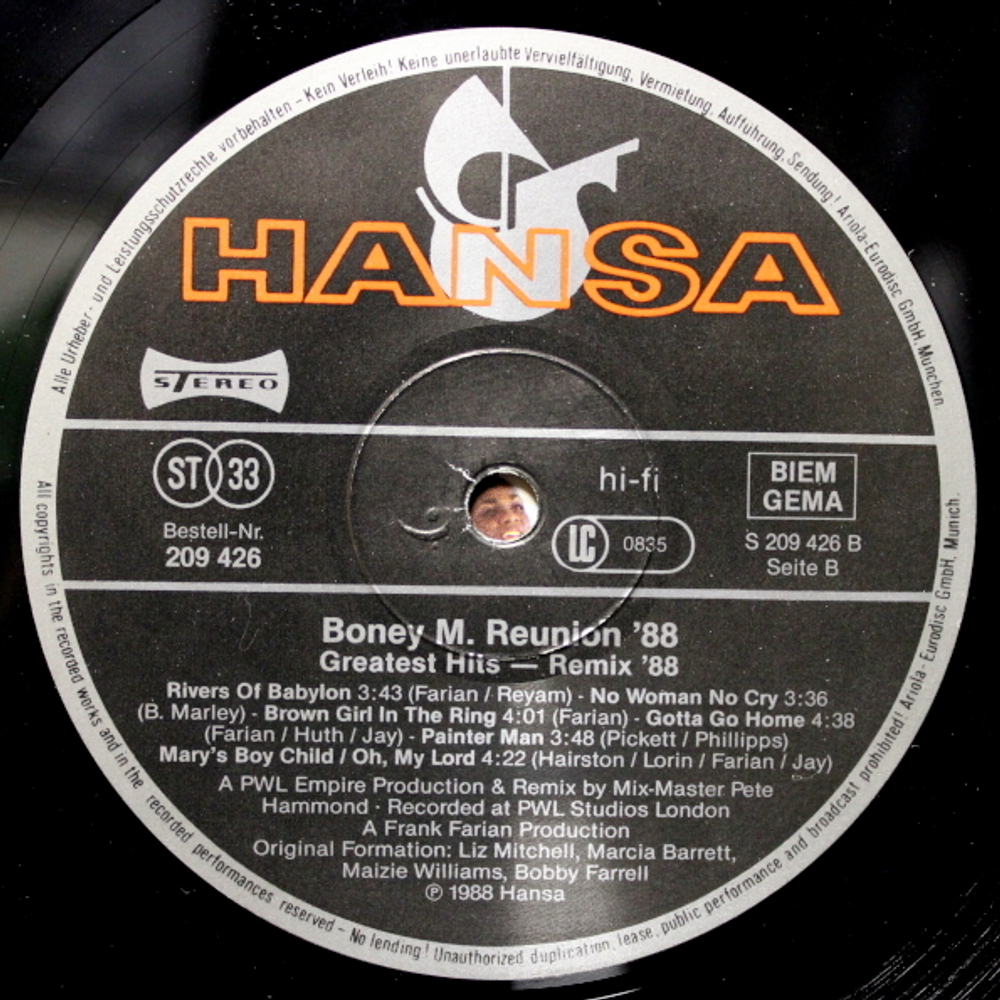 Alle Urheber- und Leistungsschutzrechte vorbehalten – Kein Verleih! Keine unerlaubte Vervielfältigung, Vermietung, Aufführung, Sendung! Ariola-Eurodisc GmbH, München
HANSA
STEREO
ST 33
hi-fi
BIEM
GEMA
Bestell-Nr.
209 426
LC 0835
S 209 426 B
Seite B
Boney M. Reunion '88
Greatest Hits — Remix '88
Rivers Of Babylon 3:43 (Farian / Reyam) - No Woman No Cry 3:36
(B. Marley) - Brown Girl In The Ring 4:01 (Farian) - Gotta Go Home 4:38
(Farian / Huth / Jay) - Painter Man 3:48 (Pickett / Phillipps)
Mary's Boy Child / Oh, My Lord 4:22 (Hairston / Lorin / Farian / Jay)
A PWL Empire Production & Remix by Mix-Master Pete
Hammond · Recorded at PWL Studios London
A Frank Farian Production
Original Formation: Liz Mitchell, Marcia Barrett,
Maizie Williams, Bobby Farrell
℗ 1988 Hansa
All copyrights in the recorded works and in the recorded performances reserved – No lending! Unauthorized duplication, lease, public performance and broadcast prohibited! Ariola-Eurodisc GmbH, Munich.